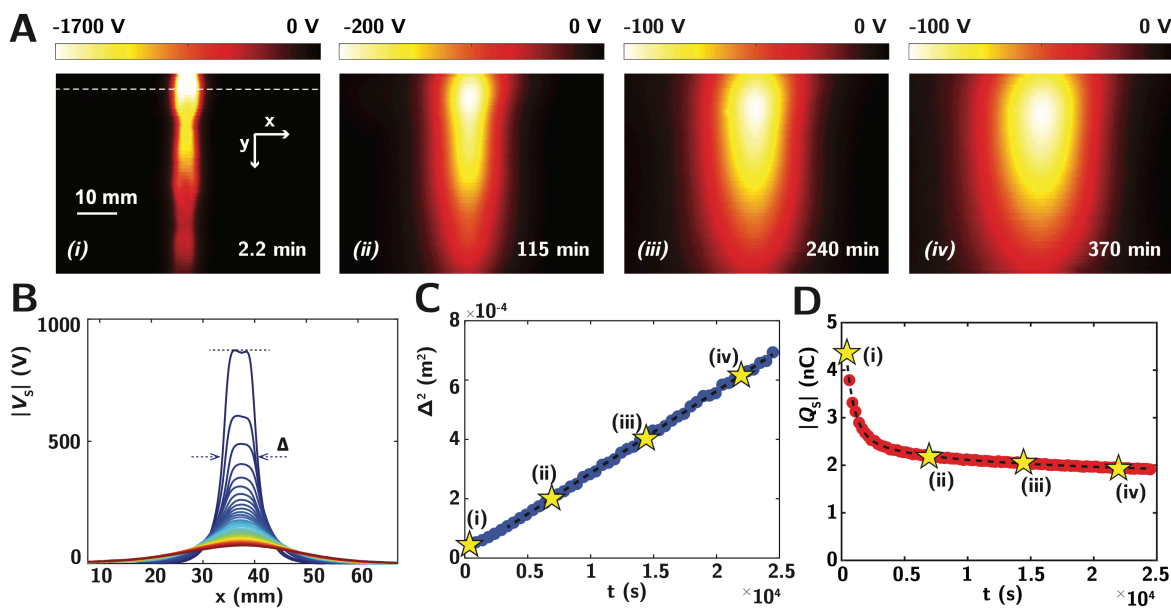 A
-1700 V 0 V
-200 V 0 V
-100 V 0 V
-100 V 0 V
x
y
10 mm
(i) 2.2 min
(ii) 115 min
(iii) 240 min
(iv) 370 min
B
1000
500
0
|Vs| (V)
Δ
10 20 30 40 50 60
x (mm)
C
×10-4
8
6
4
2
0
Δ2 (m2)
(i)
(ii)
(iii)
(iv)
0 0.5 1 1.5 2 2.5
t (s)
×104
D
5
4
3
2
1
0
|Qs| (nC)
(i)
(ii)
(iii)
(iv)
0 0.5 1 1.5 2 2.5
t (s)
×104